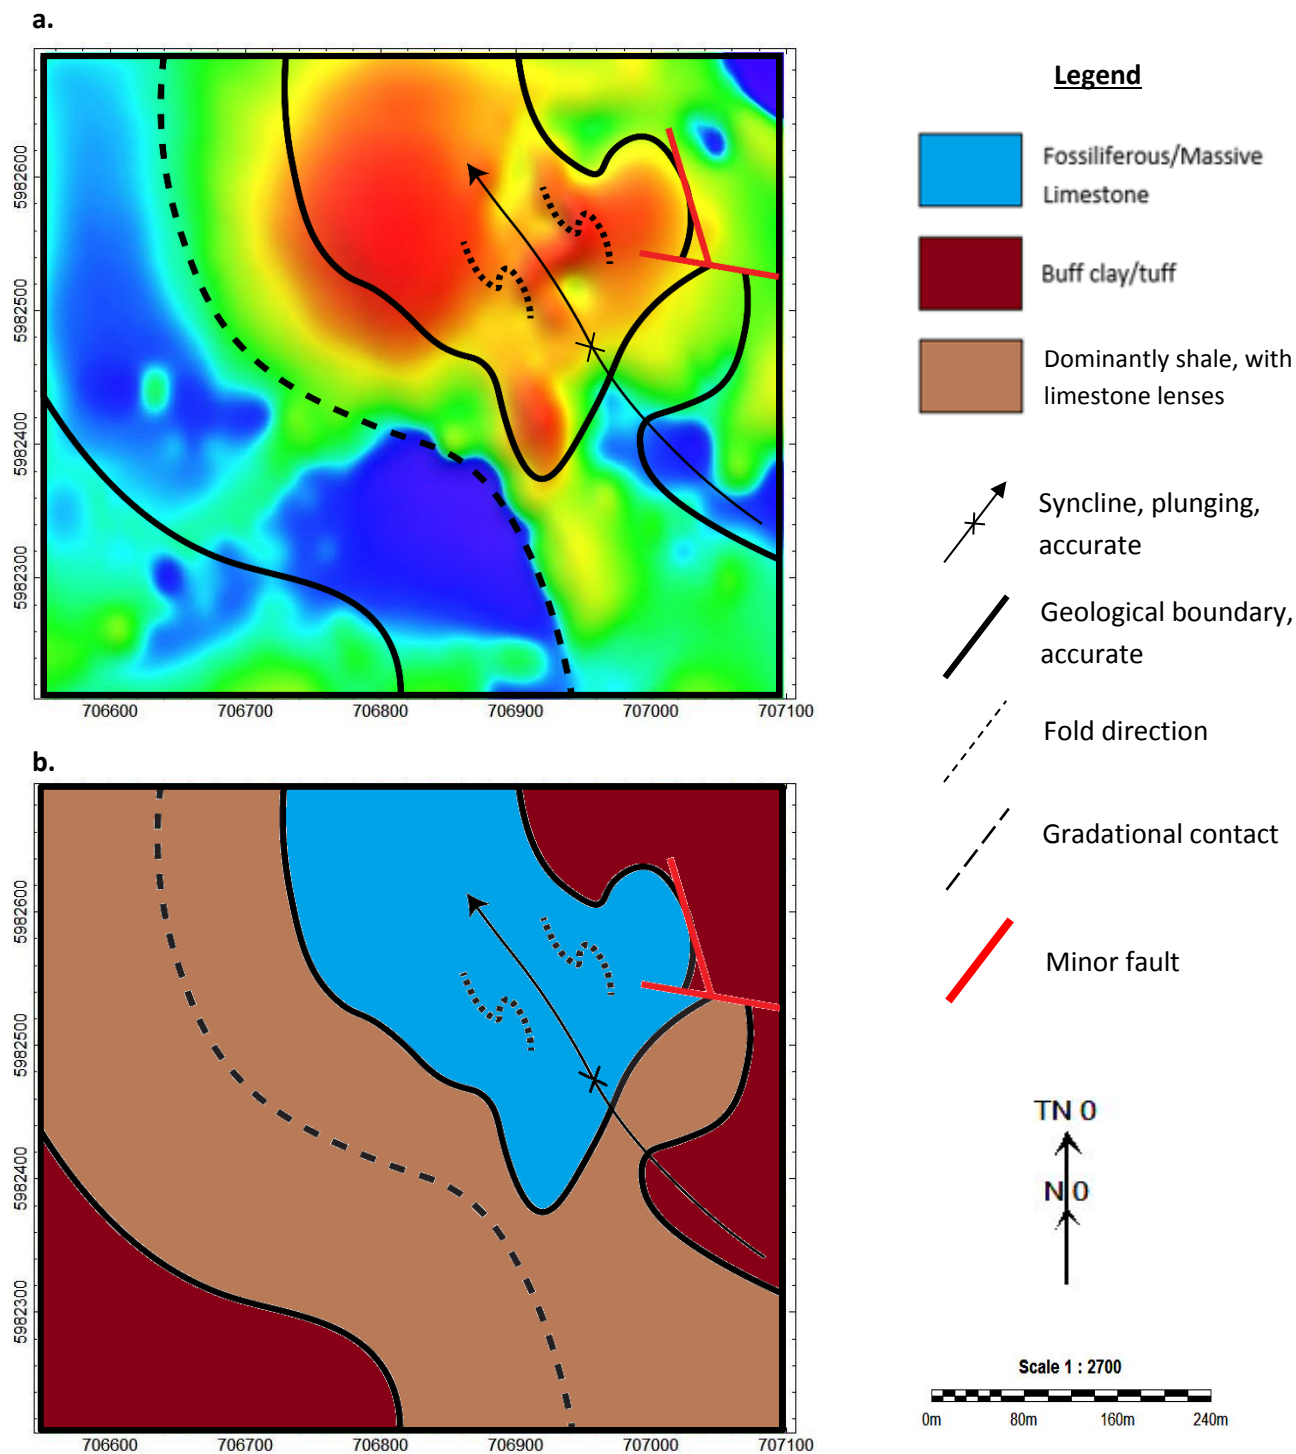 a.
5982600
5982500
5982400
5982300
706600
706700
706800
706900
707000
707100
b.
5982600
5982500
5982400
5982300
706600
706700
706800
706900
707000
707100
Legend
Fossiliferous/Massive
Limestone
Buff clay/tuff
Dominantly shale, with
limestone lenses
Syncline, plunging,
accurate
Geological boundary,
accurate
Fold direction
Gradational contact
Minor fault
TN 0
N 0
Scale 1 : 2700
0m
80m
160m
240m